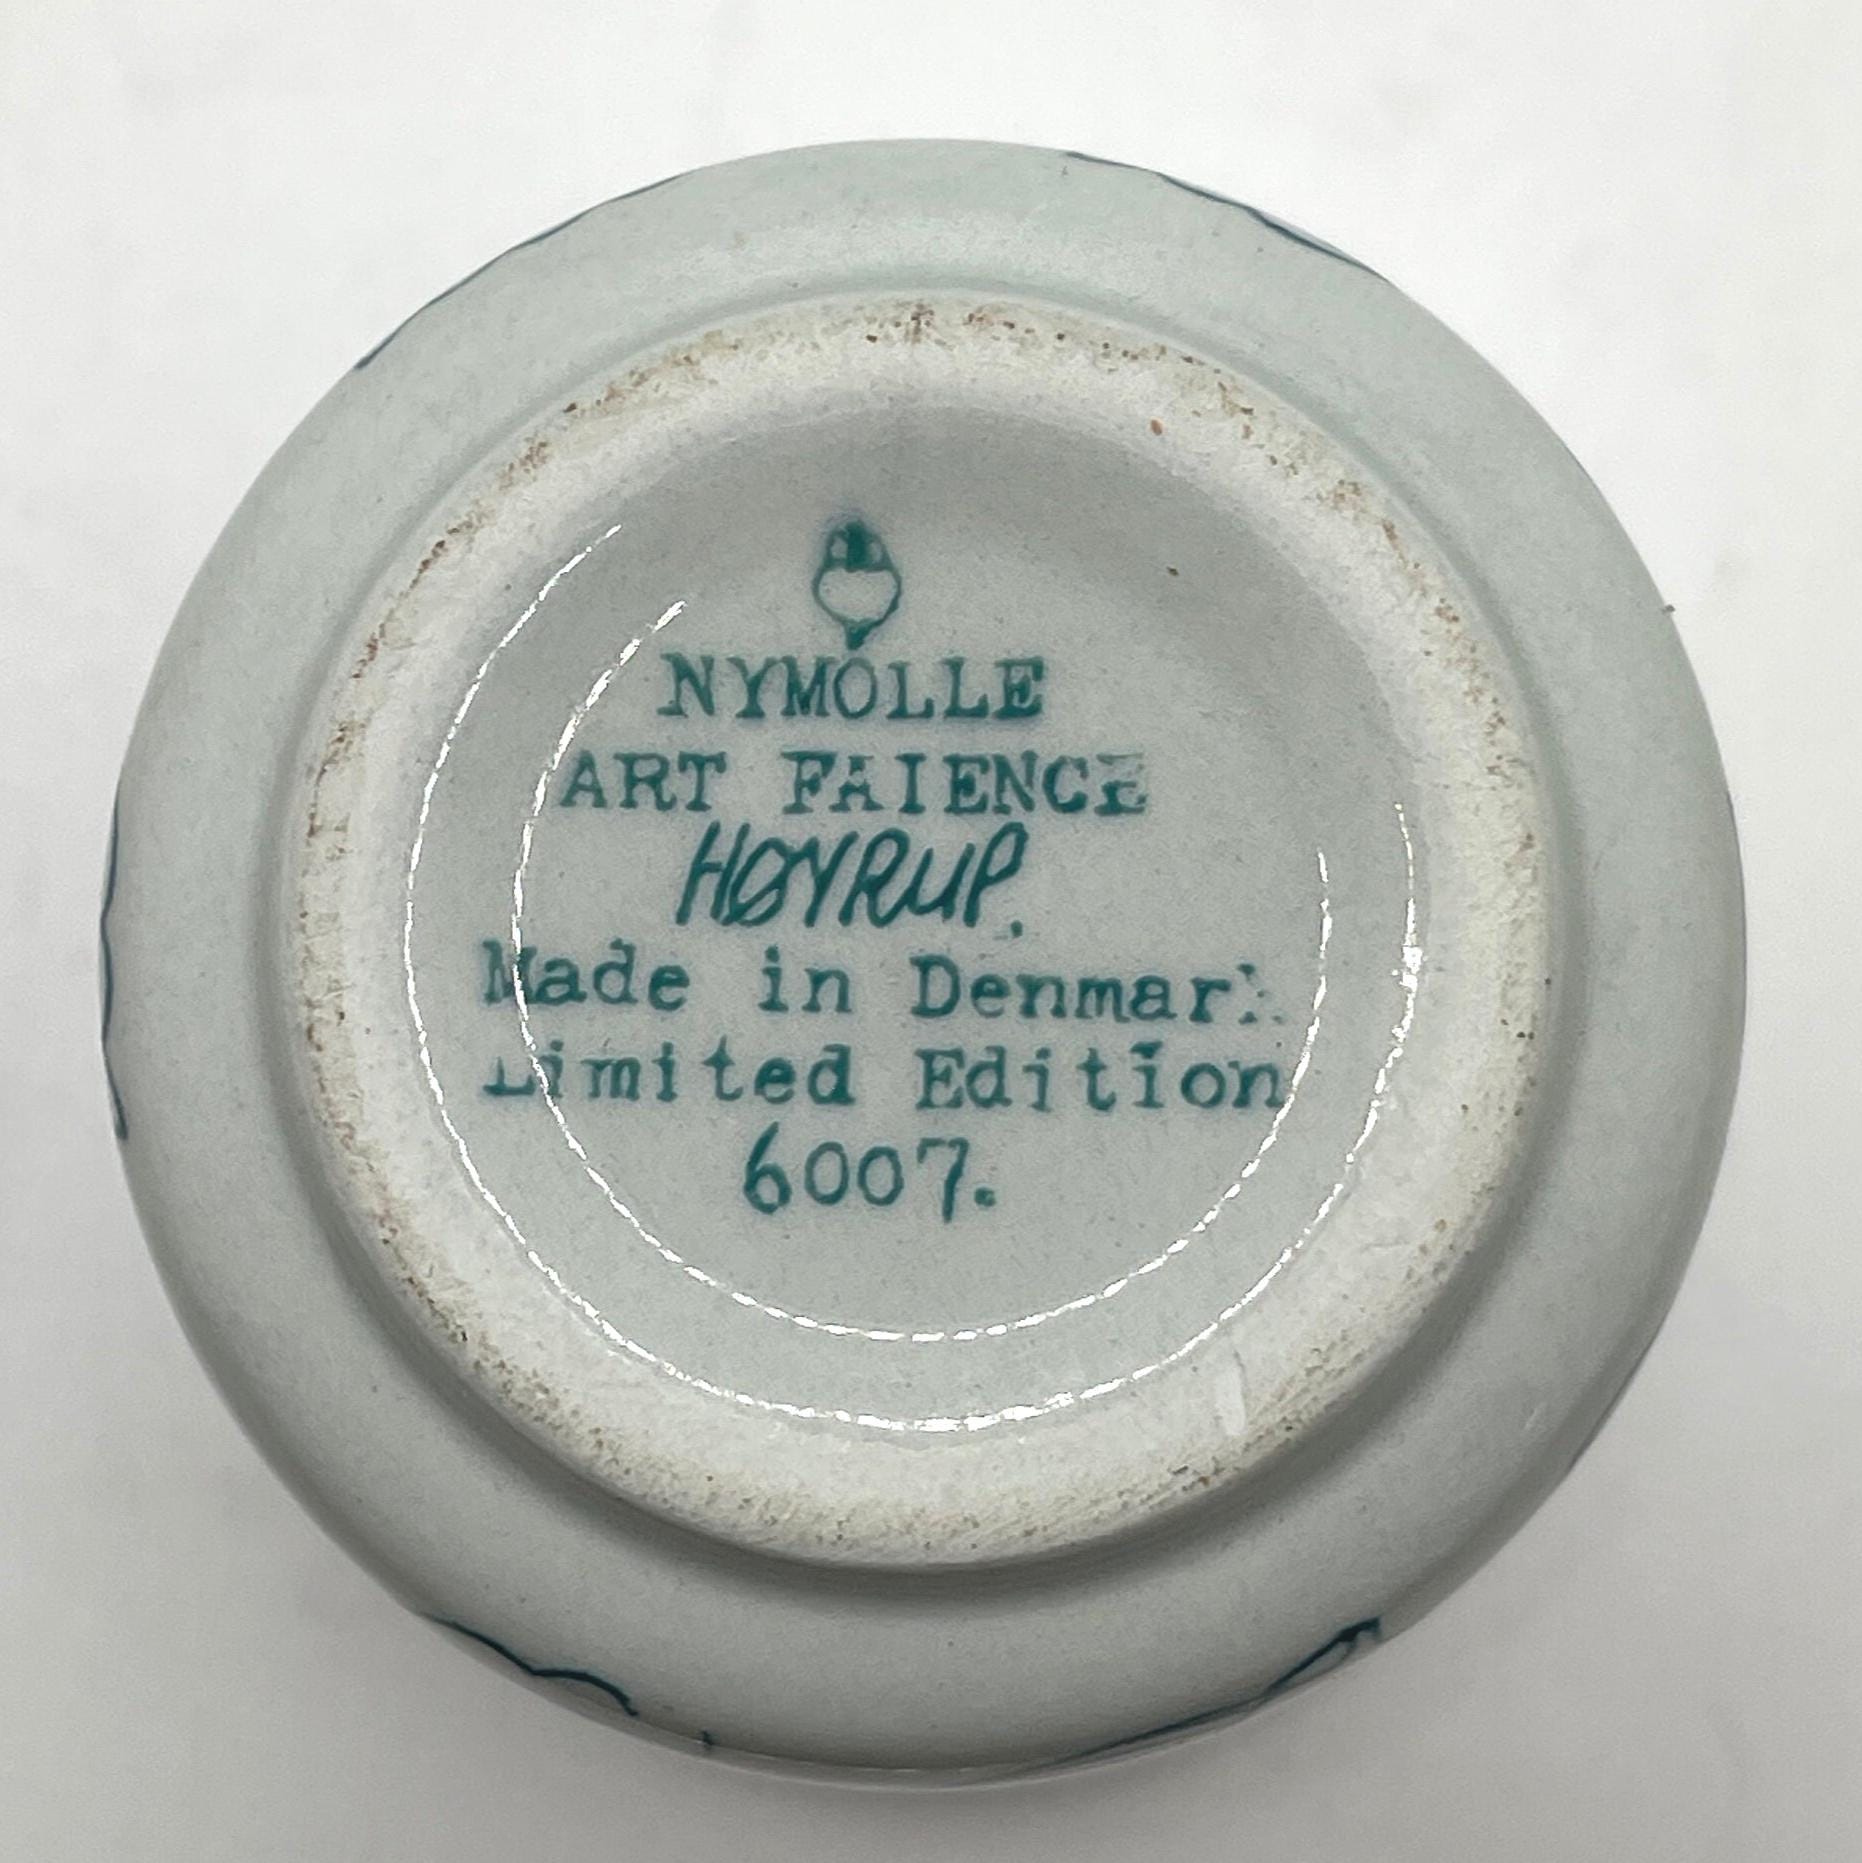 NYMOLLE
ART FAIENCE
HØYRUP.
Made in Denmark
Limited Edition
6007.